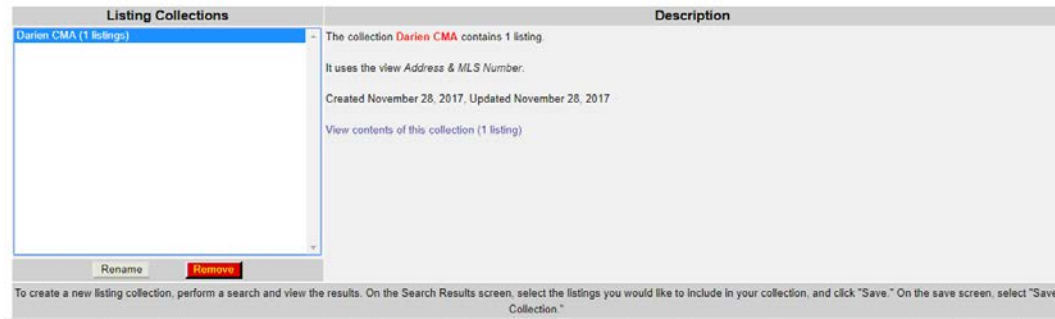 Listing Collections
Description
Darien CMA (1 listings)
The collection Darien CMA contains 1 listing.
It uses the view Address & MLS Number.
Created November 28, 2017, Updated November 28, 2017
View contents of this collection (1 listing)
Rename
Remove
To create a new listing collection, perform a search and view the results. On the Search Results screen, select the listings you would like to include in your collection, and click "Save." On the save screen, select "Save
Collection."